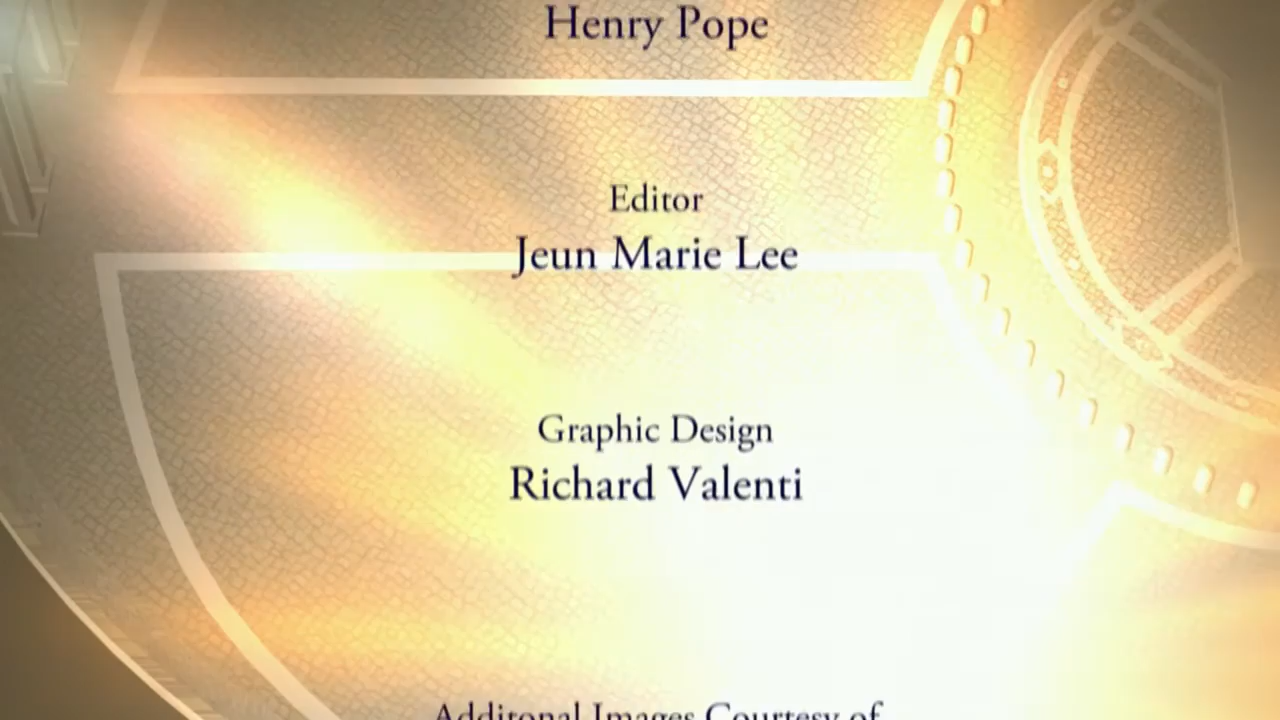 Henry Pope
Editor
Jeun Marie Lee
Graphic Design
Richard Valenti
Additonal Images Courtesy of